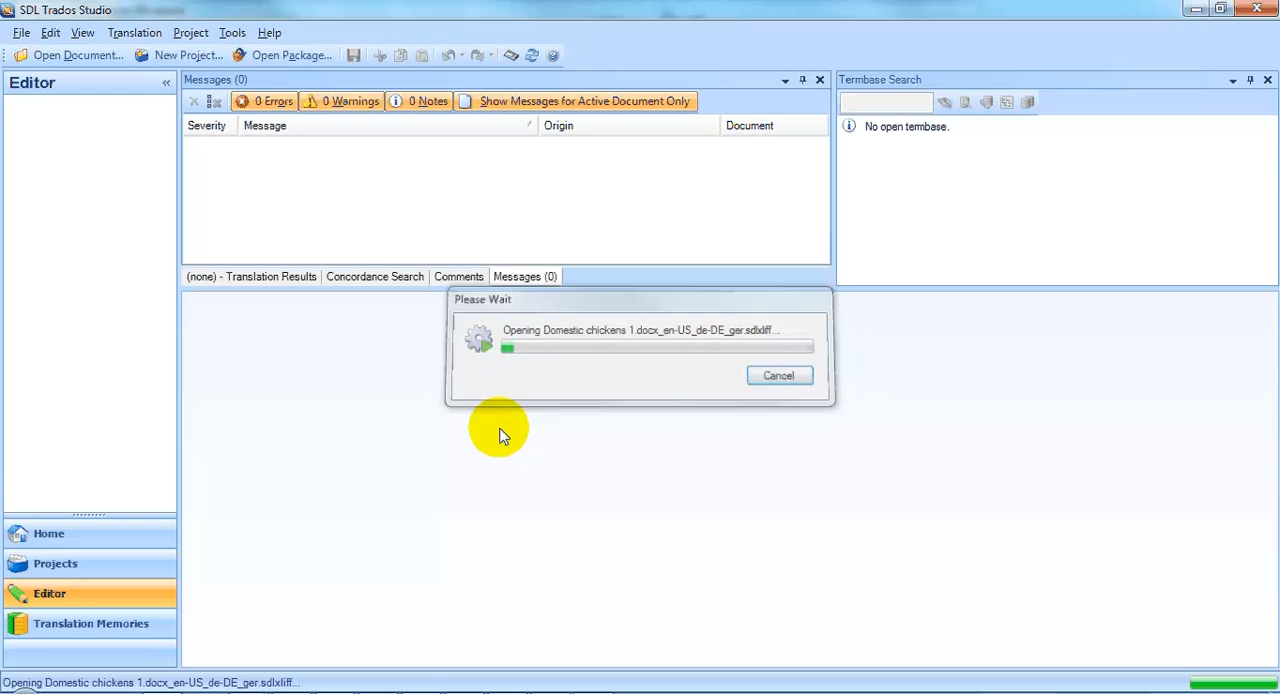 SDL Trados Studio
File Edit View Translation Project Tools Help
Open Document... New Project... Open Package...
Editor «
Messages (0)
Termbase Search
0 Errors 0 Warnings 0 Notes Show Messages for Active Document Only
Severity Message Origin Document
No open termbase.
(none) - Translation Results Concordance Search Comments Messages (0)
Please Wait
Opening Domestic chickens 1.docx_en-US_de-DE_ger.sdlxliff...
Cancel
Home
Projects
Editor
Translation Memories
Opening Domestic chickens 1.docx_en-US_de-DE_ger.sdlxliff...